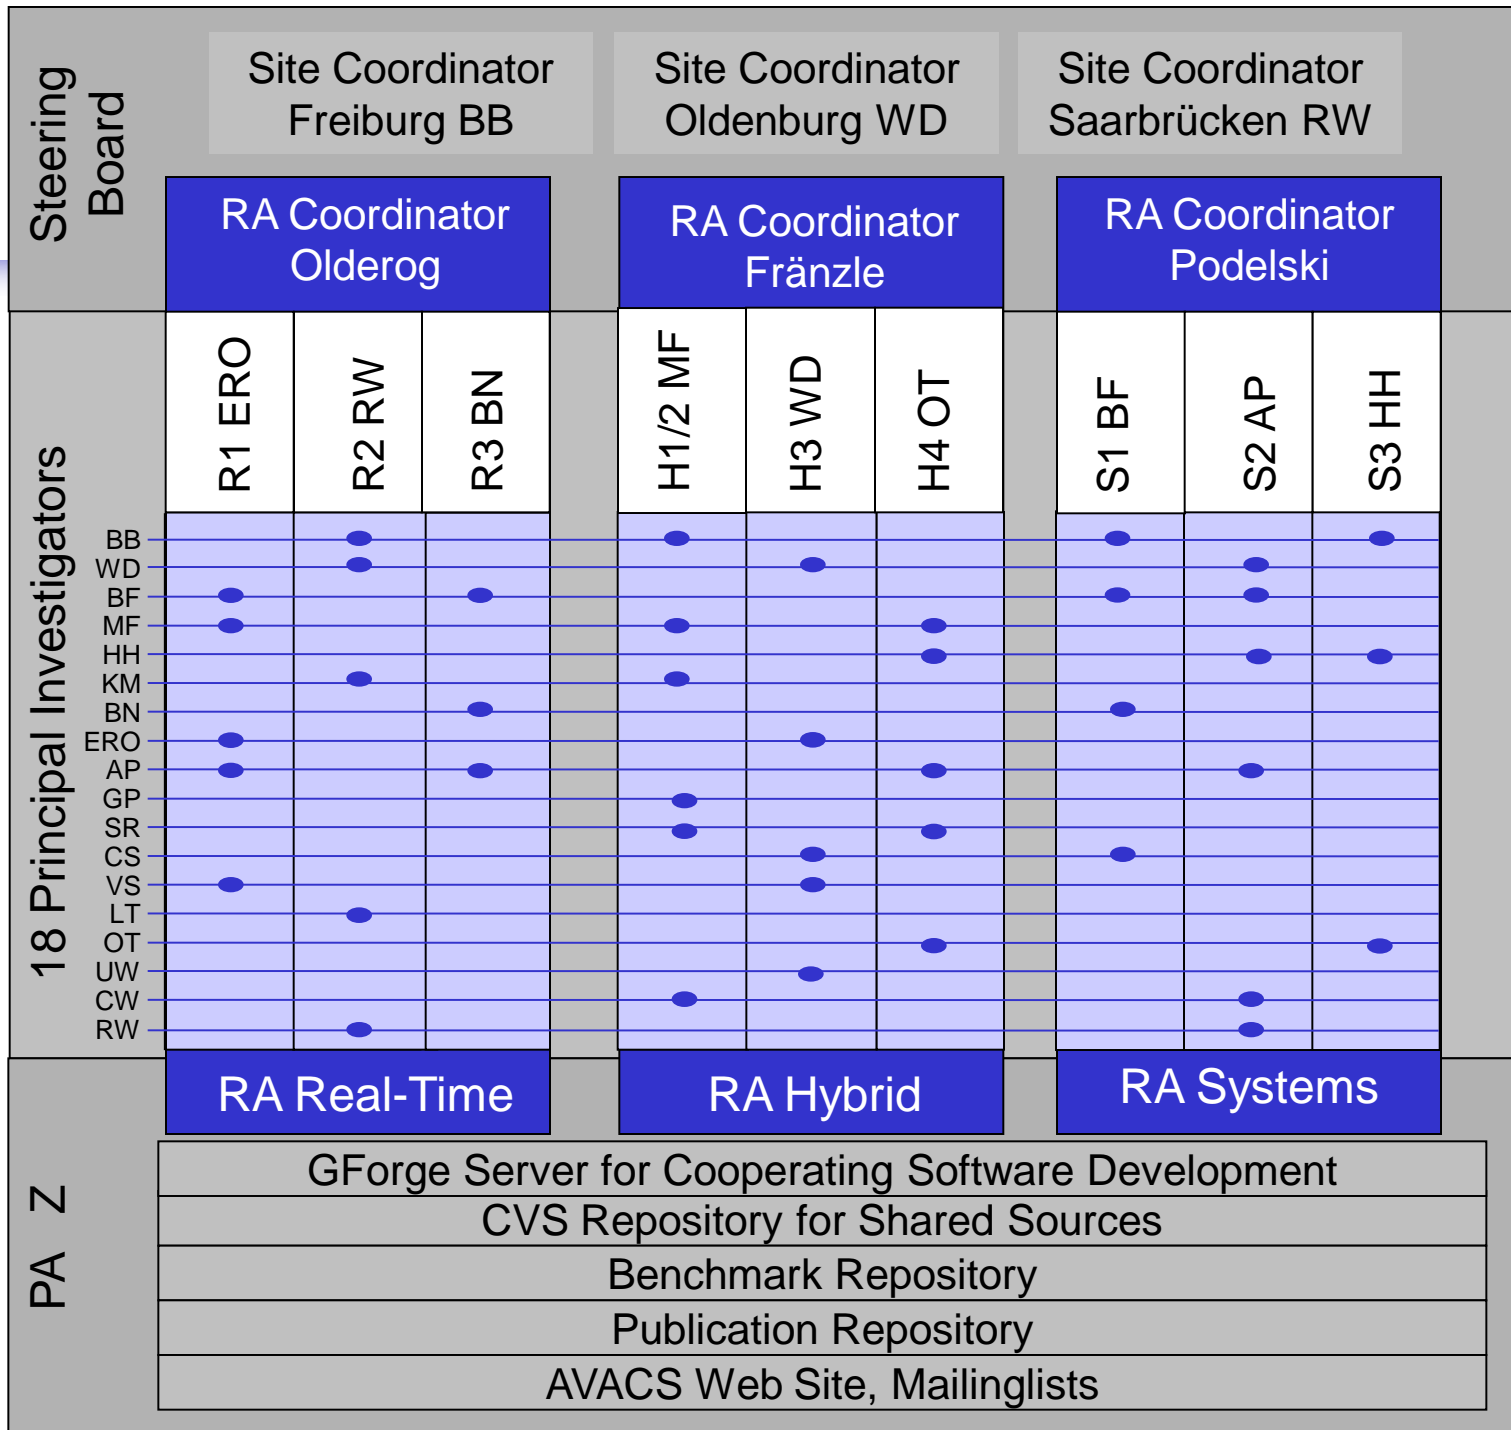 Steering
Board
Site Coordinator
Freiburg BB
Site Coordinator
Oldenburg WD
Site Coordinator
Saarbrücken RW
RA Coordinator
Olderog
RA Coordinator
Fränzle
RA Coordinator
Podelski
18 Principal Investigators
R1 ERO
R2 RW
R3 BN
H1/2 MF
H3 WD
H4 OT
S1 BF
S2 AP
S3 HH
BB
WD
BF
MF
HH
KM
BN
ERO
AP
GP
SR
CS
VS
LT
OT
UW
CW
RW
RA Real-Time
RA Hybrid
RA Systems
PA Z
GForge Server for Cooperating Software Development
CVS Repository for Shared Sources
Benchmark Repository
Publication Repository
AVACS Web Site, Mailinglists